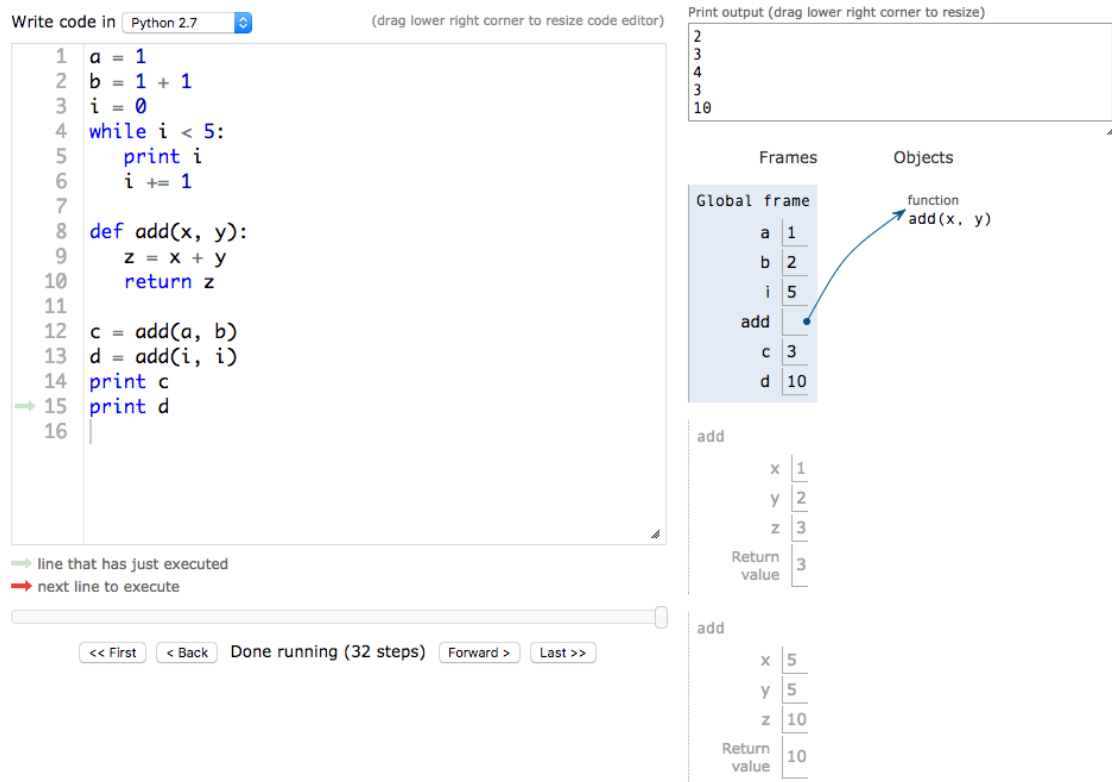 Write code in Python 2.7 (drag lower right corner to resize code editor)
1 a = 1
2 b = 1 + 1
3 i = 0
4 while i < 5:
5 print i
6 i += 1
7
8 def add(x, y):
9 z = x + y
10 return z
11
12 c = add(a, b)
13 d = add(i, i)
14 print c
15 print d
16
line that has just executed
next line to execute
<< First < Back Done running (32 steps) Forward > Last >>
Print output (drag lower right corner to resize)
2
3
4
3
10
Frames Objects
Global frame
a 1
b 2
i 5
add
c 3
d 10
function
add(x, y)
add
x 1
y 2
z 3
Return
value 3
add
x 5
y 5
z 10
Return
value 10